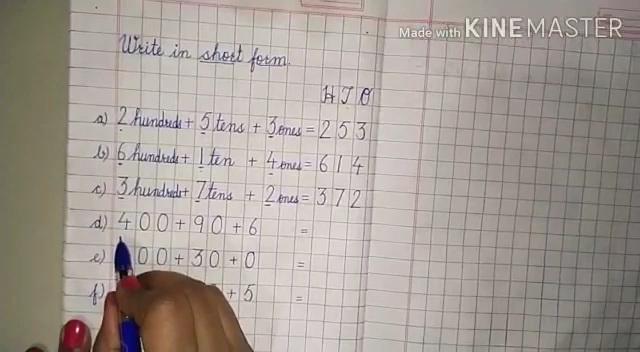 Made with KINEMASTER
Write in short form.
H T O
a) 2 hundreds + 5 tens + 3 ones = 2 5 3
b) 6 hundreds + 1 ten + 4 ones = 6 1 4
c) 3 hundreds + 7 tens + 2 ones = 3 7 2
d) 4 0 0 + 9 0 + 6 =
e) 0 0 + 3 0 + 0 =
f) + 5 =